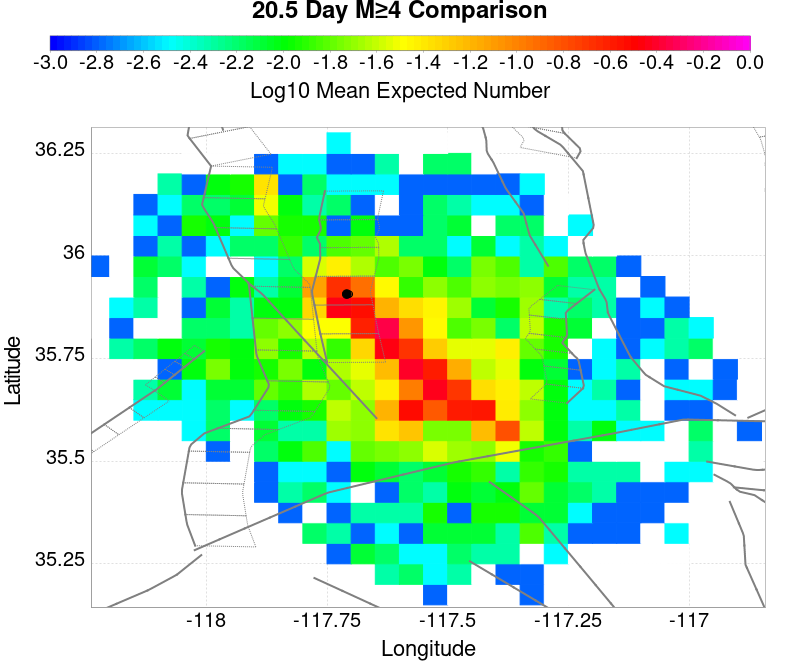 20.5 Day M≥4 Comparison
-3.0 -2.8 -2.6 -2.4 -2.2 -2.0 -1.8 -1.6 -1.4 -1.2 -1.0 -0.8 -0.6 -0.4 -0.2 0.0
Log10 Mean Expected Number
36.25
36
35.75
35.5
35.25
Latitude
-118 -117.75 -117.5 -117.25 -117
Longitude